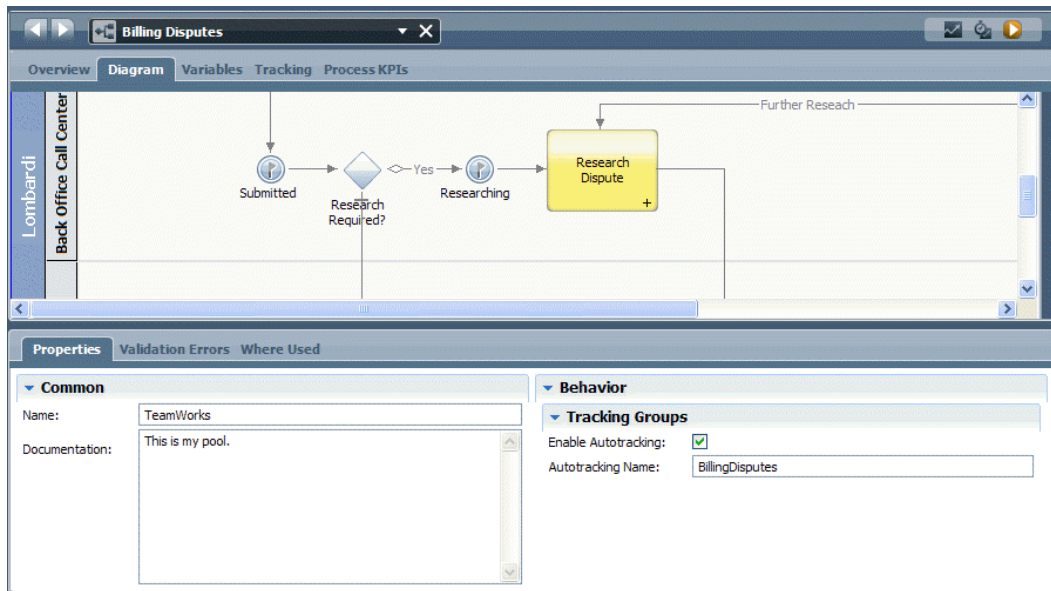 Billing Disputes
Overview Diagram Variables Tracking Process KPIs
Lombardi
Back Office Call Center
Further Reseach
Submitted
Research
Required?
Yes
Researching
Research
Dispute
Properties Validation Errors Where Used
Common
Name: TeamWorks
Documentation: This is my pool.
Behavior
Tracking Groups
Enable Autotracking:
Autotracking Name: BillingDisputes